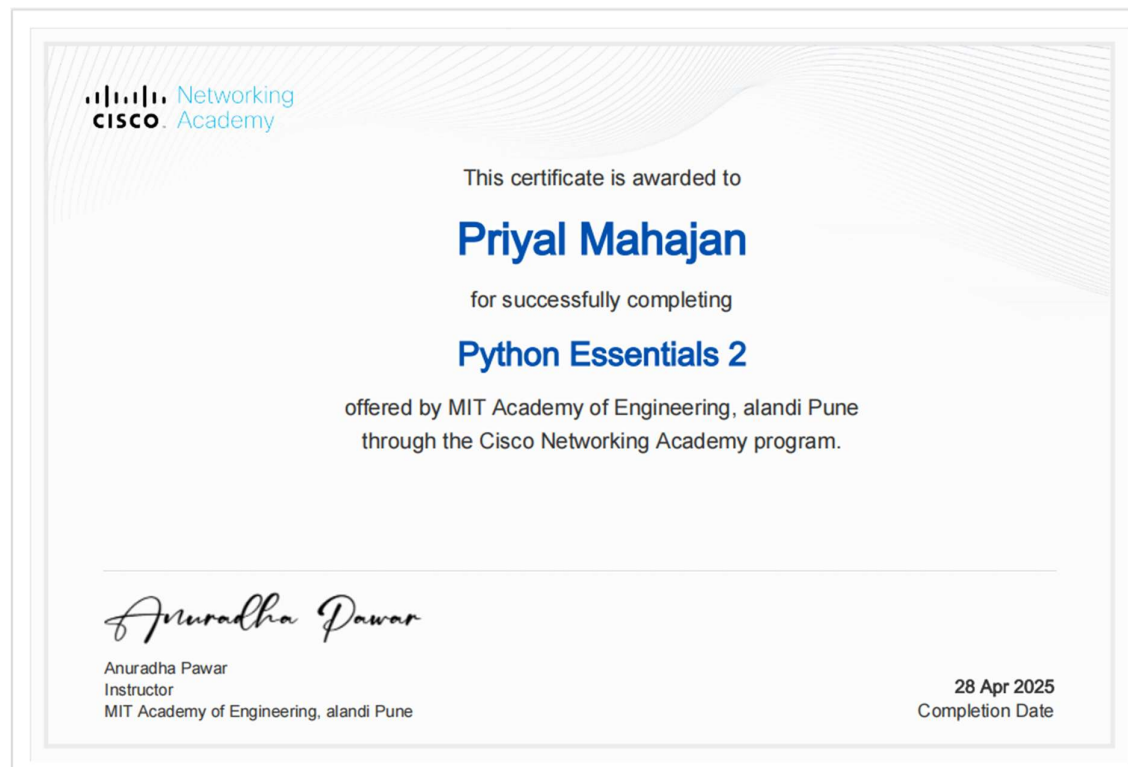 Networking
CISCO Academy
This certificate is awarded to
Priyal Mahajan
for successfully completing
Python Essentials 2
offered by MIT Academy of Engineering, alandi Pune
through the Cisco Networking Academy program.
Anuradha Pawar
Anuradha Pawar
Instructor
MIT Academy of Engineering, alandi Pune
28 Apr 2025
Completion Date